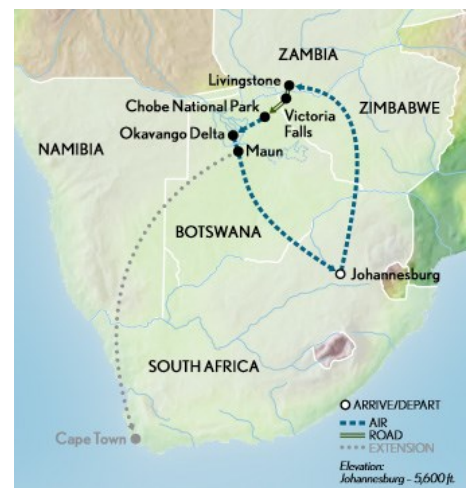 ZAMBIA
Livingstone
Chobe National Park
ZIMBABWE
Victoria
Falls
Okavango Delta
Maun
NAMIBIA
BOTSWANA
Johannesburg
SOUTH AFRICA
Cape Town
ARRIVE/DEPART
AIR
ROAD
EXTENSION
Elevation:
Johannesburg – 5,600 ft.